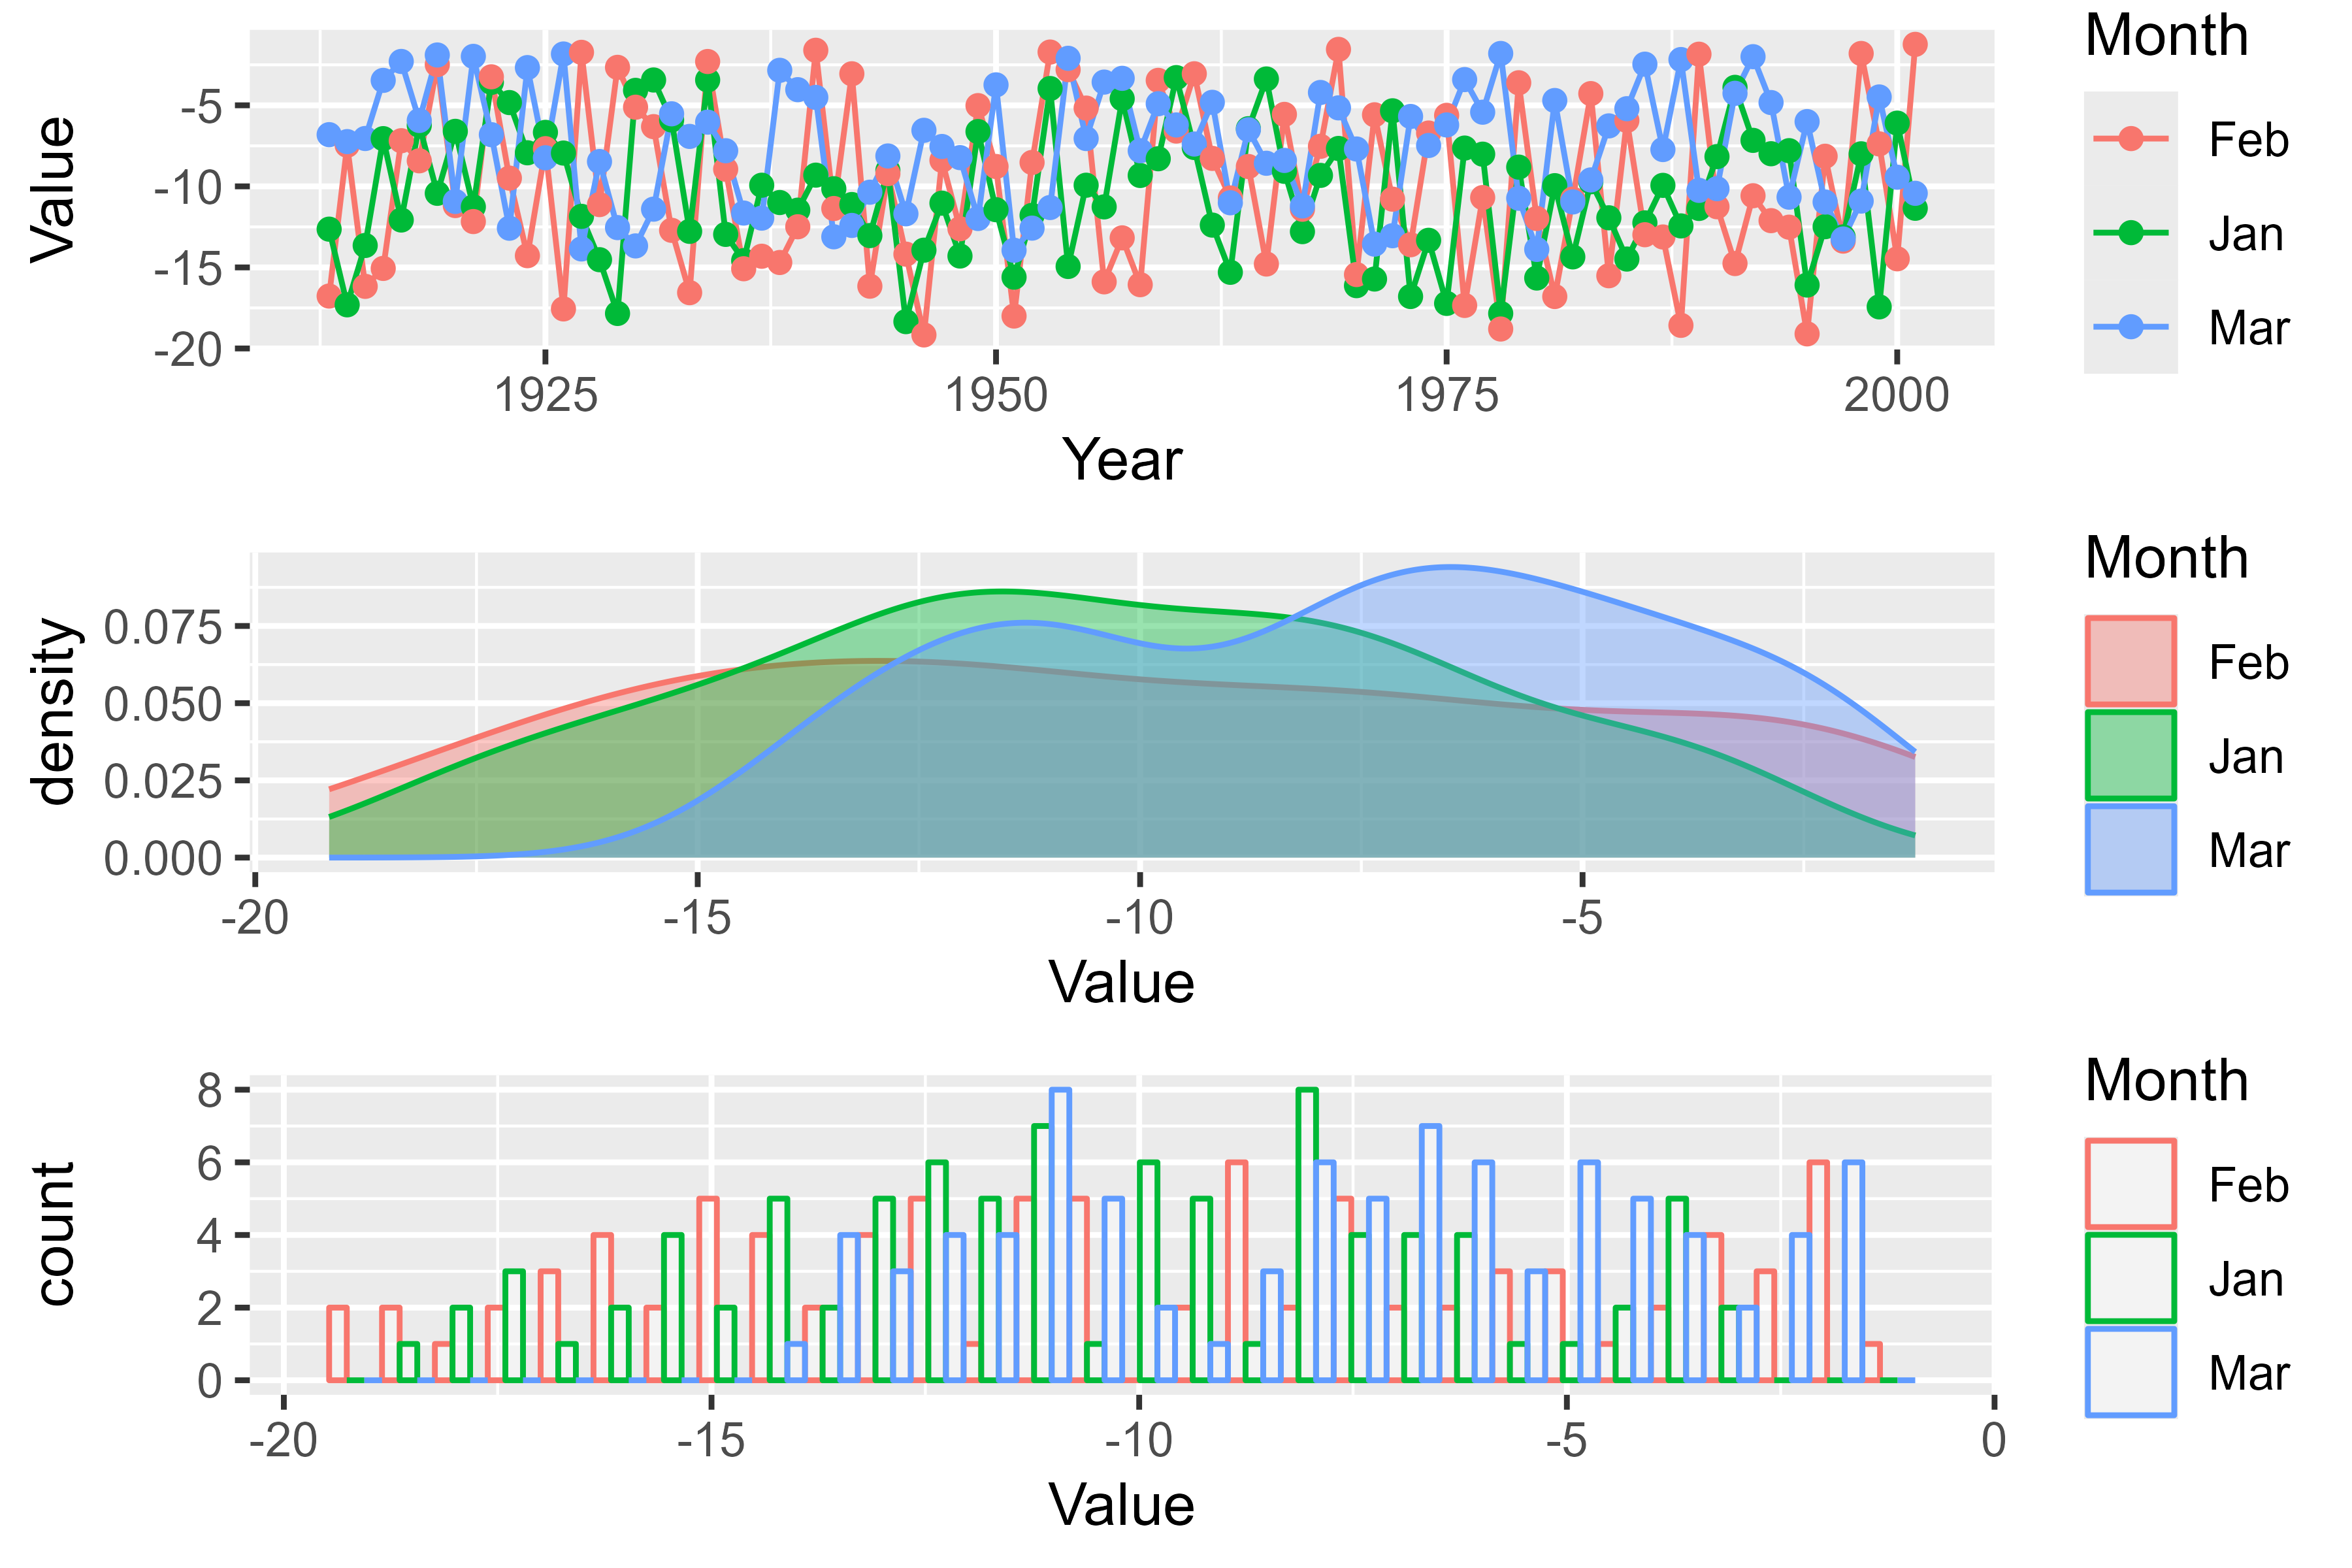 Month
Feb
Jan
Mar
Value
-5
-10
-15
-20
1925 1950 1975 2000
Year
Month
Feb
Jan
Mar
density
0.075
0.050
0.025
0.000
-20 -15 -10 -5
Value
Month
Feb
Jan
Mar
count
8
6
4
2
0
-20 -15 -10 -5 0
Value